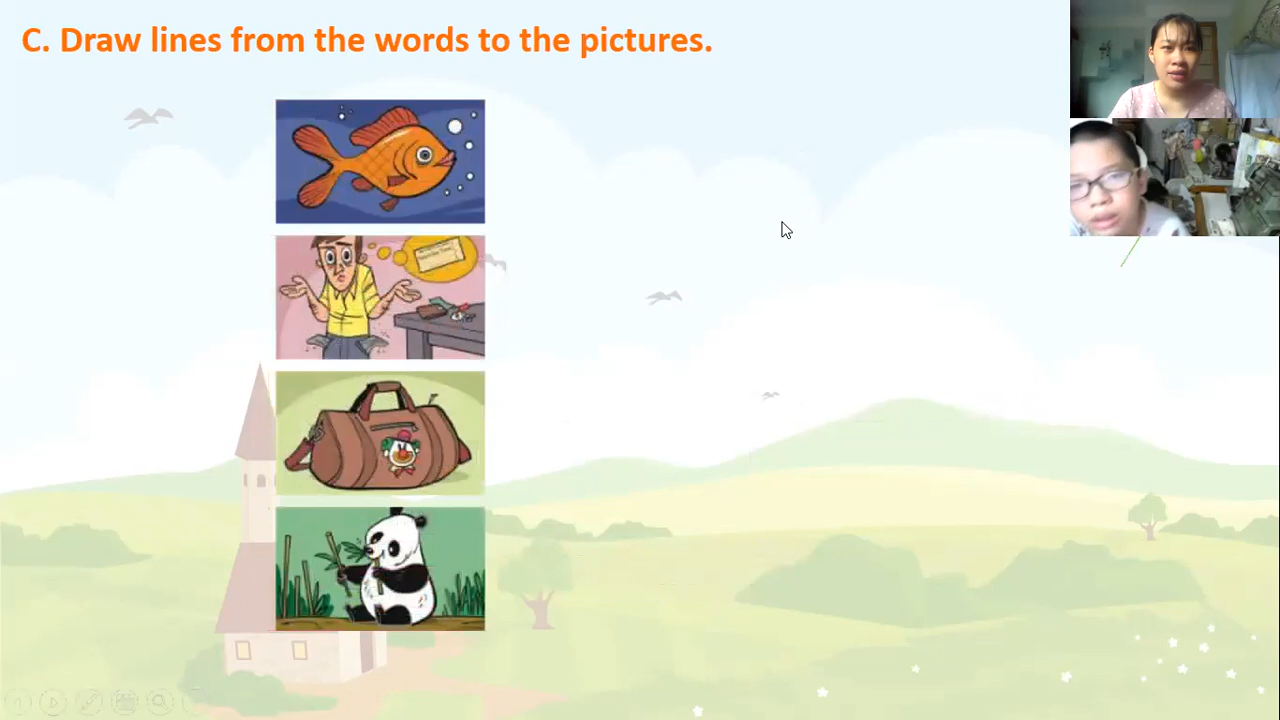 C. Draw lines from the words to the pictures.